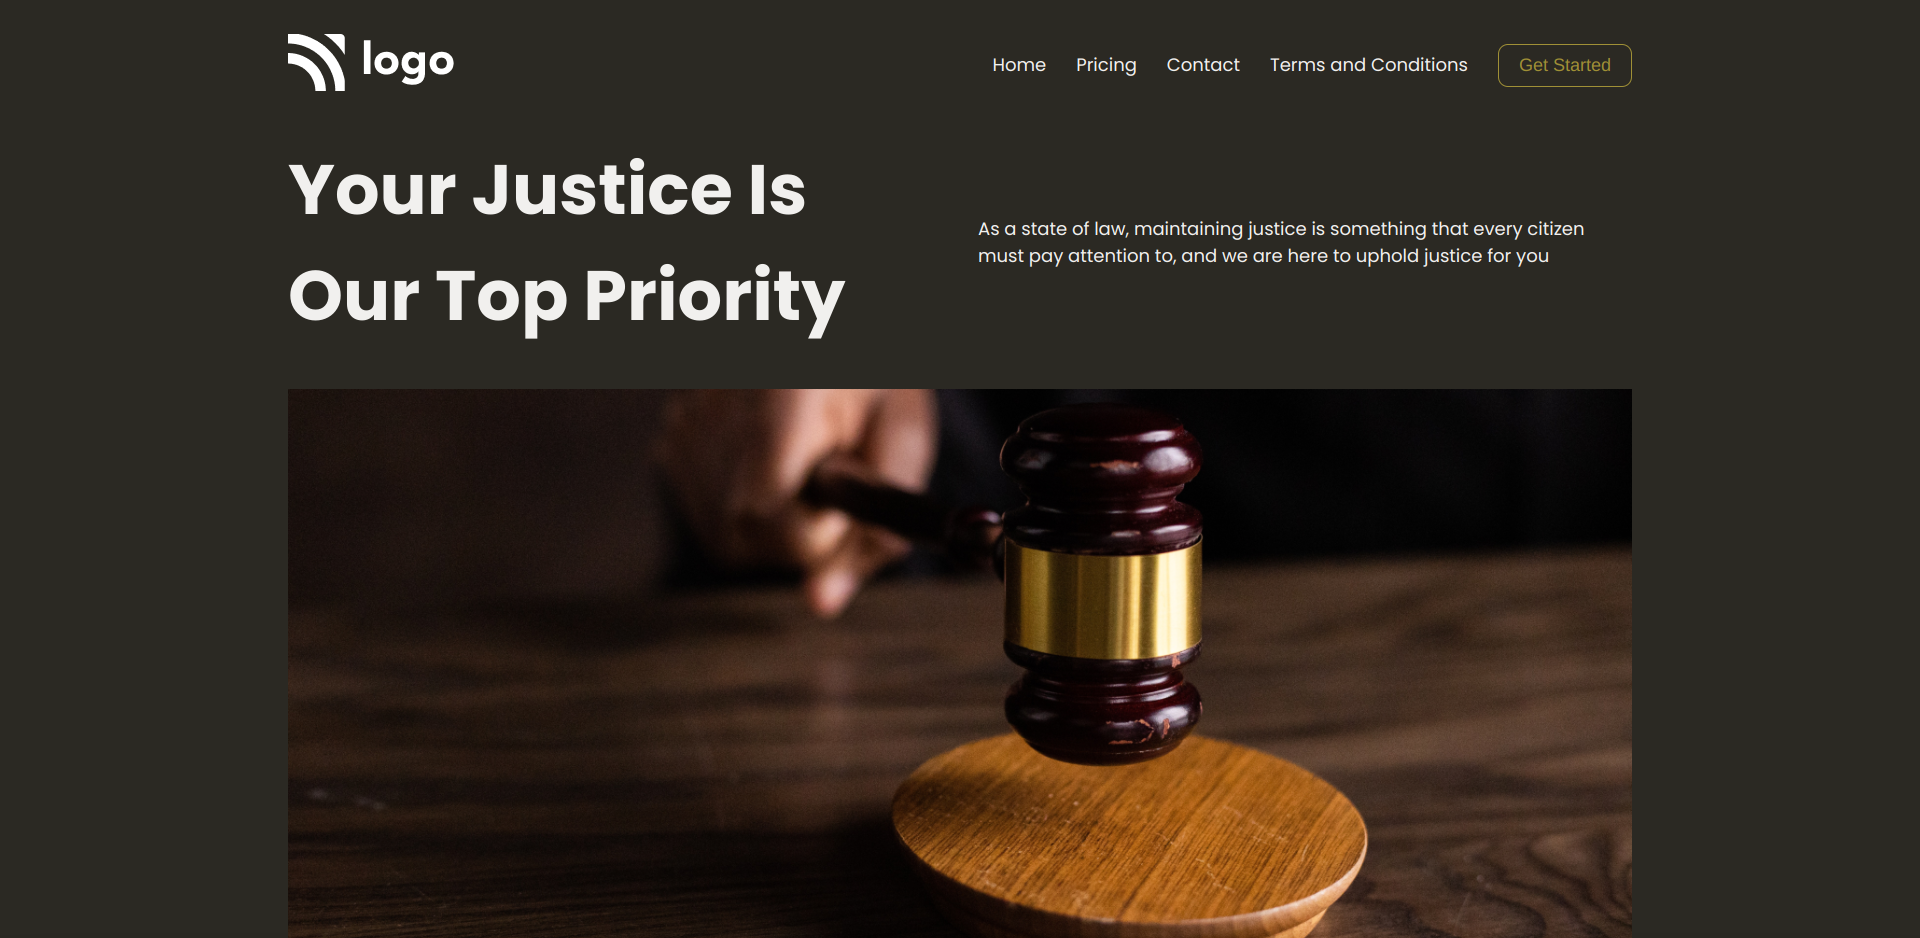 logo
Home Pricing Contact Terms and Conditions Get Started
Your Justice Is
Our Top Priority
As a state of law, maintaining justice is something that every citizen
must pay attention to, and we are here to uphold justice for you